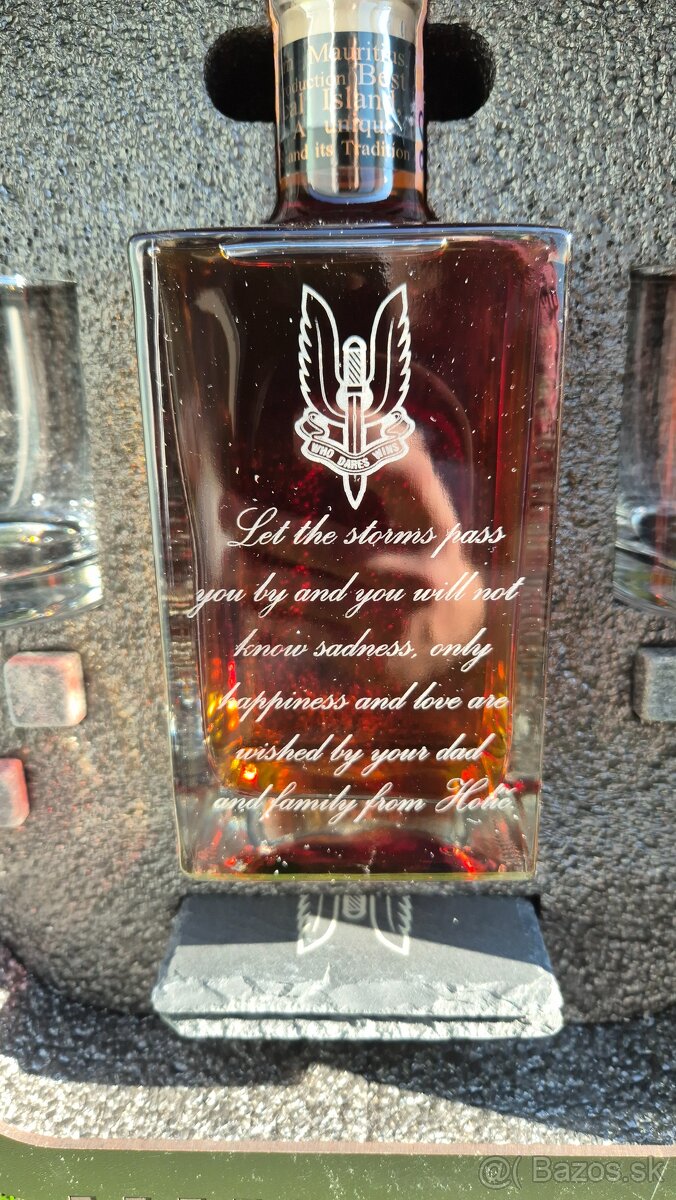 Mauritius
Best
Island
A unique
and its Tradition
WHO DARES WINS
Let the storms pass
you by and you will not
know sadness, only
happiness and love are
wished by your dad
and family from Holíč.
Bazos.sk